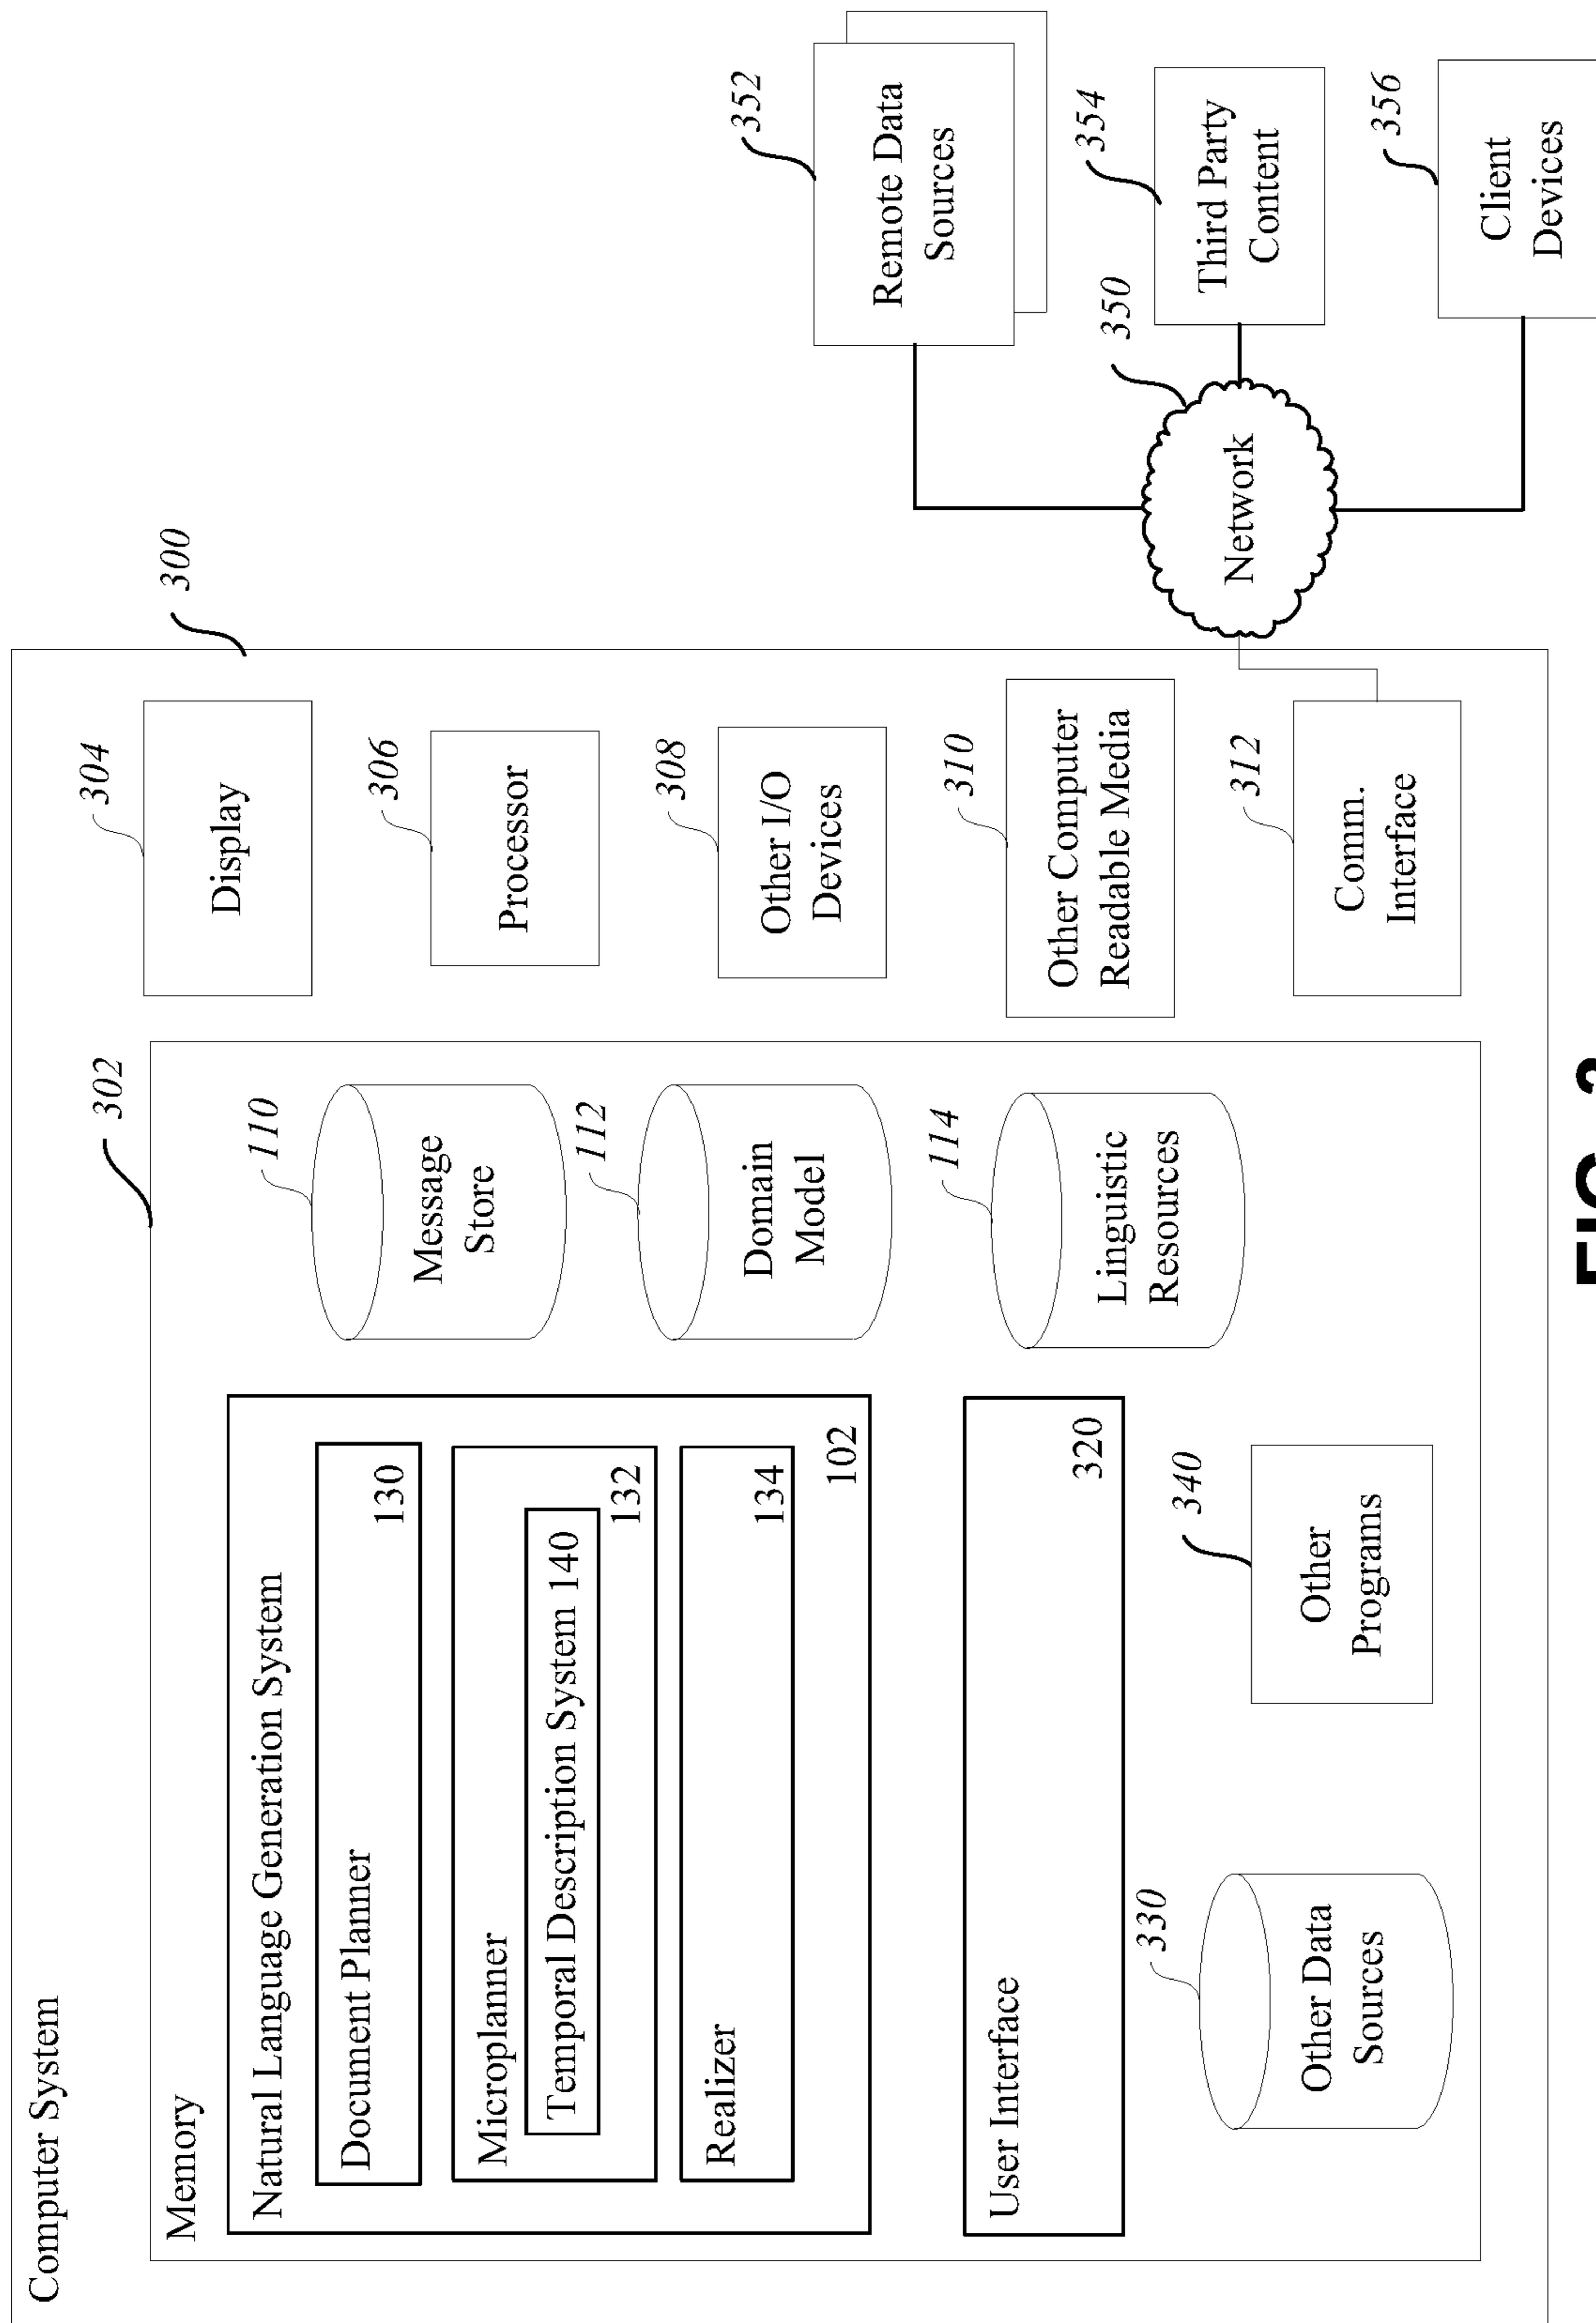 Computer System
300
Memory
302
Natural Language Generation System
Document Planner
130
Microplanner
Temporal Description System 140
132
Realizer
134
102
User Interface
320
330
Other Data
Sources
340
Other
Programs
110
Message
Store
112
Domain
Model
114
Linguistic
Resources
304
Display
306
Processor
308
Other I/O
Devices
310
Other Computer
Readable Media
312
Comm.
Interface
350
Network
352
Remote Data
Sources
354
Third Party
Content
356
Client
Devices
FIG.